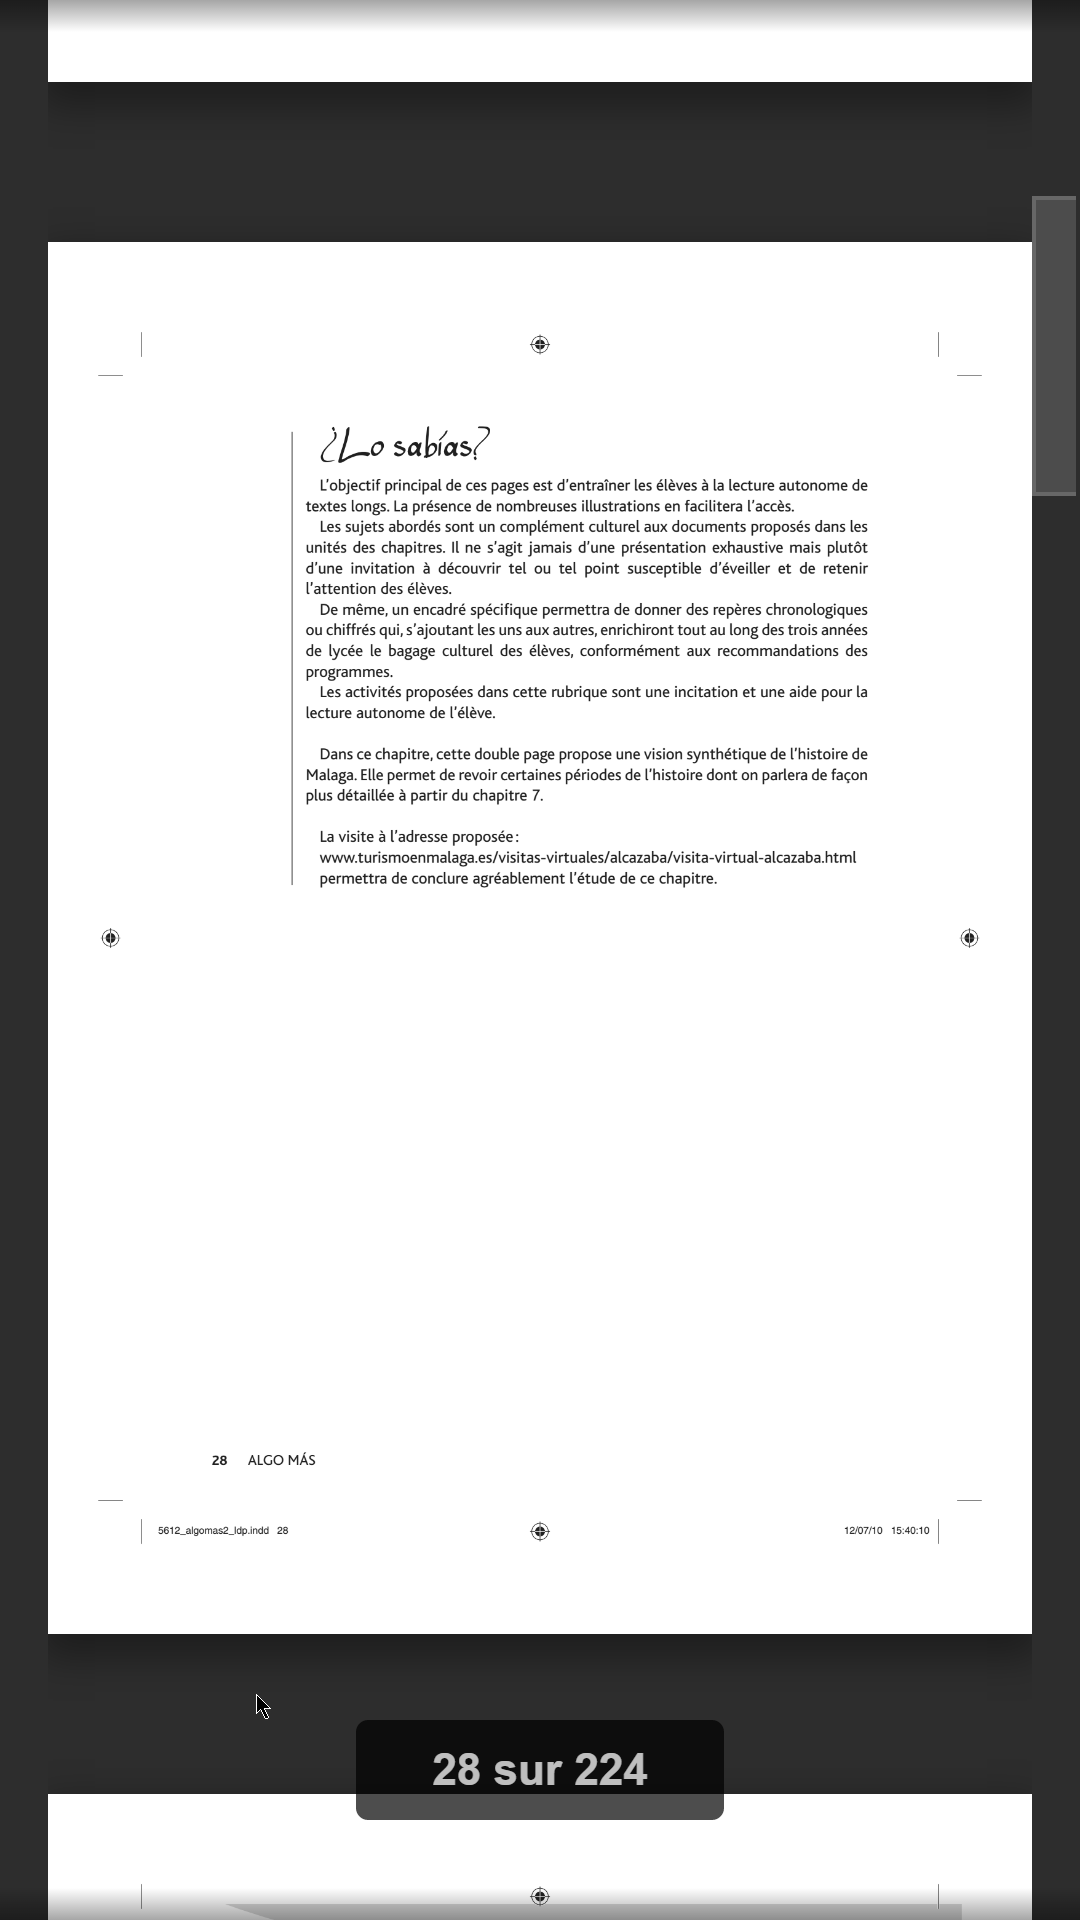 ¿Lo sabías?
L'objectif principal de ces pages est d'entraîner les élèves à la lecture autonome de
textes longs. La présence de nombreuses illustrations en facilitera l'accès.
Les sujets abordés sont un complément culturel aux documents proposés dans les
unités des chapitres. Il ne s'agit jamais d'une présentation exhaustive mais plutôt
d'une invitation à découvrir tel ou tel point susceptible d'éveiller et de retenir
l'attention des élèves.
De même, un encadré spécifique permettra de donner des repères chronologiques
ou chiffrés qui, s'ajoutant les uns aux autres, enrichiront tout au long des trois années
de lycée le bagage culturel des élèves, conformément aux recommandations des
programmes.
Les activités proposées dans cette rubrique sont une incitation et une aide pour la
lecture autonome de l'élève.
Dans ce chapitre, cette double page propose une vision synthétique de l'histoire de
Malaga. Elle permet de revoir certaines périodes de l'histoire dont on parlera de façon
plus détaillée à partir du chapitre 7.
La visite à l'adresse proposée :
www.turismoenmalaga.es/visitas-virtuales/alcazaba/visita-virtual-alcazaba.html
permettra de conclure agréablement l'étude de ce chapitre.
28 ALGO MÁS
5612_algomas2_ldp.indd 28 12/07/10 15:40:10
28 sur 224